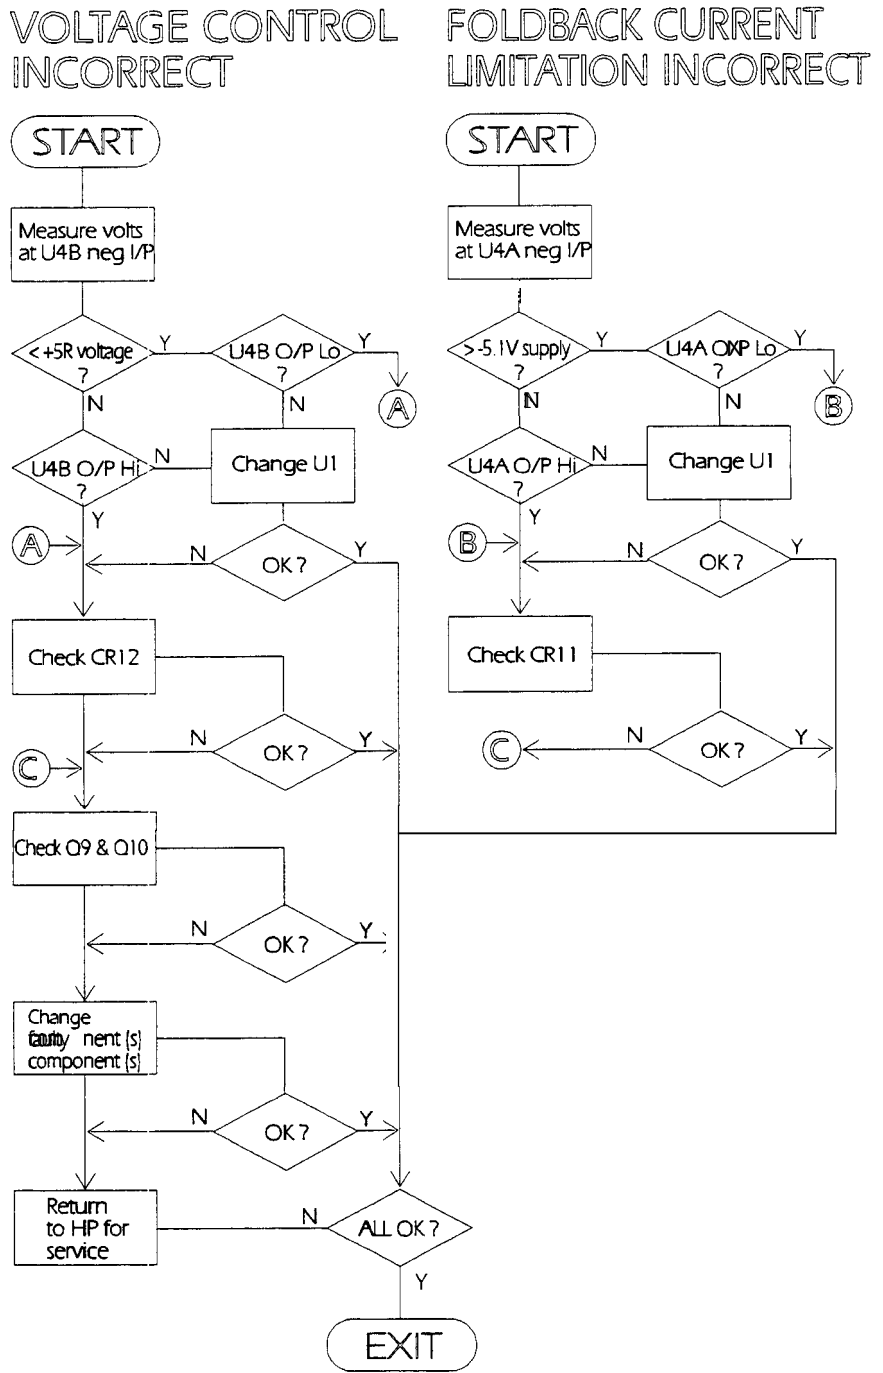 VOLTAGE CONTROL
INCORRECT
START
Measure volts
at U4B neg I/P
< +5R voltage
?
Y
N
U4B O/P Lo
?
Y
N
A
U4B O/P Hi
?
N
Y
Change U1
A
OK ?
N
Y
Check CR12
OK ?
N
Y
C
Check Q9 & Q10
OK ?
N
Y
Change
nent (s)
component (s)
OK ?
N
Y
Return
to HP for
service
N
ALL OK ?
Y
EXIT
FOLDBACK CURRENT
LIMITATION INCORRECT
START
Measure volts
at U4A neg I/P
> -5.1V supply
?
Y
N
U4A Lo
?
Y
N
B
U4A O/P Hi
?
N
Y
Change U1
B
OK ?
N
Y
Check CR11
OK ?
N
Y
C